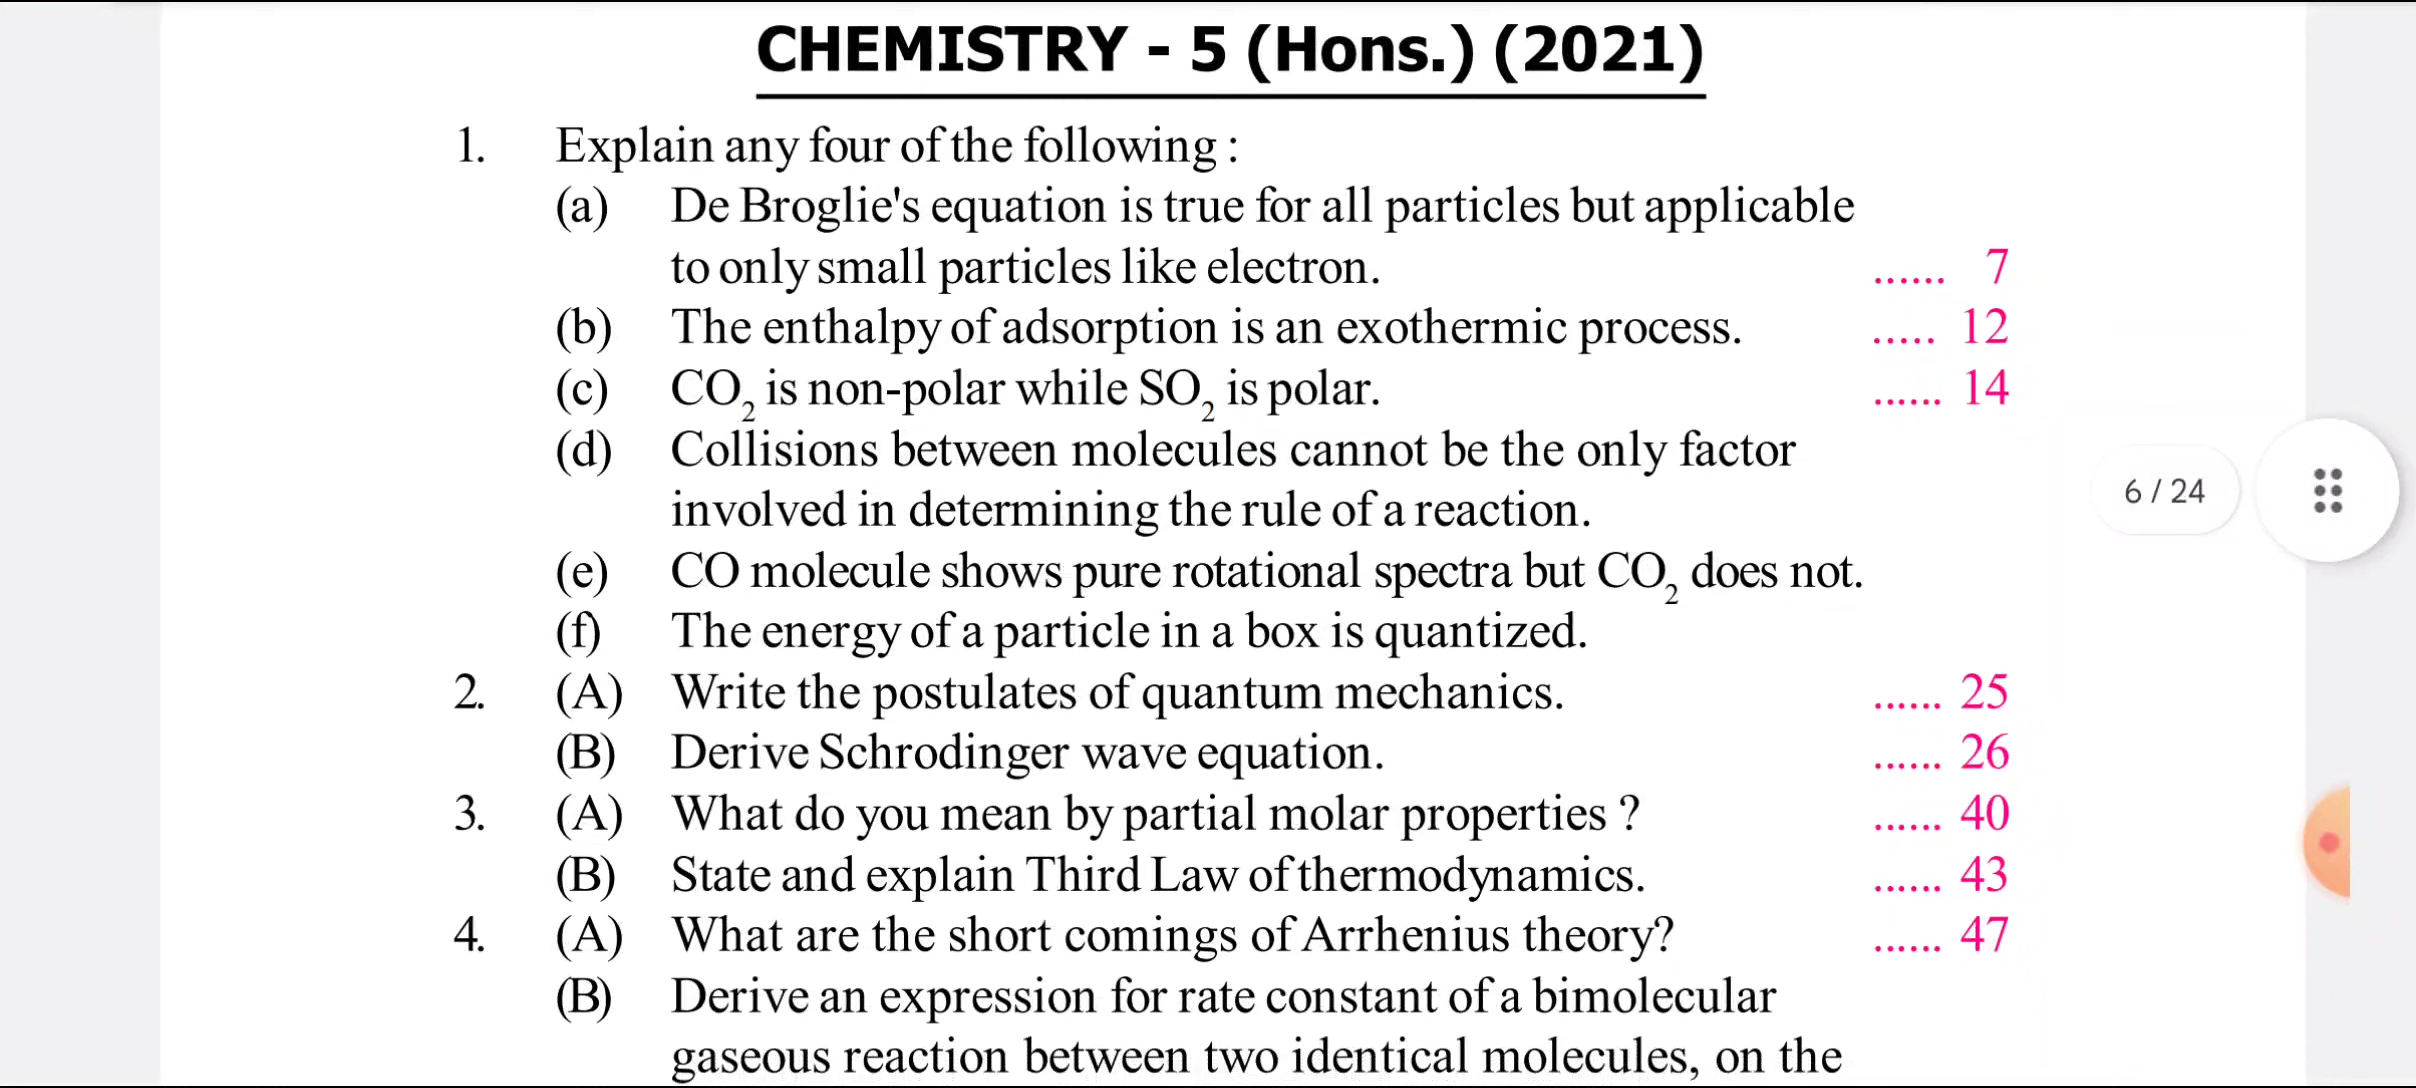 CHEMISTRY - 5 (Hons.) (2021)
1. Explain any four of the following :
(a) De Broglie's equation is true for all particles but applicable
to only small particles like electron. ...... 7
(b) The enthalpy of adsorption is an exothermic process. ..... 12
(c) CO₂ is non-polar while SO₂ is polar. ...... 14
(d) Collisions between molecules cannot be the only factor
involved in determining the rule of a reaction.
6 / 24
(e) CO molecule shows pure rotational spectra but CO₂ does not.
(f) The energy of a particle in a box is quantized.
2. (A) Write the postulates of quantum mechanics. ...... 25
(B) Derive Schrodinger wave equation. ...... 26
3. (A) What do you mean by partial molar properties ? ...... 40
(B) State and explain Third Law of thermodynamics. ...... 43
4. (A) What are the short comings of Arrhenius theory? ...... 47
(B) Derive an expression for rate constant of a bimolecular
gaseous reaction between two identical molecules, on the